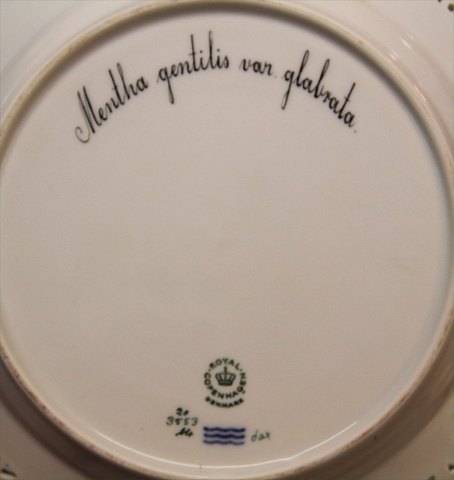 Mentha gentilis var. glabrata.
ROYAL
COPENHAGEN
DENMARK
20
3553
dax